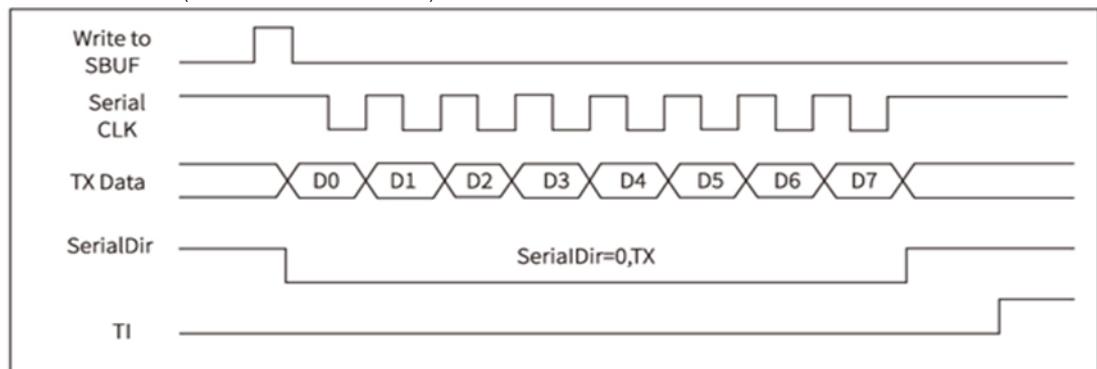 Write to
SBUF
Serial
CLK
TX Data
D0 D1 D2 D3 D4 D5 D6 D7
SerialDir
SerialDir=0,TX
TI